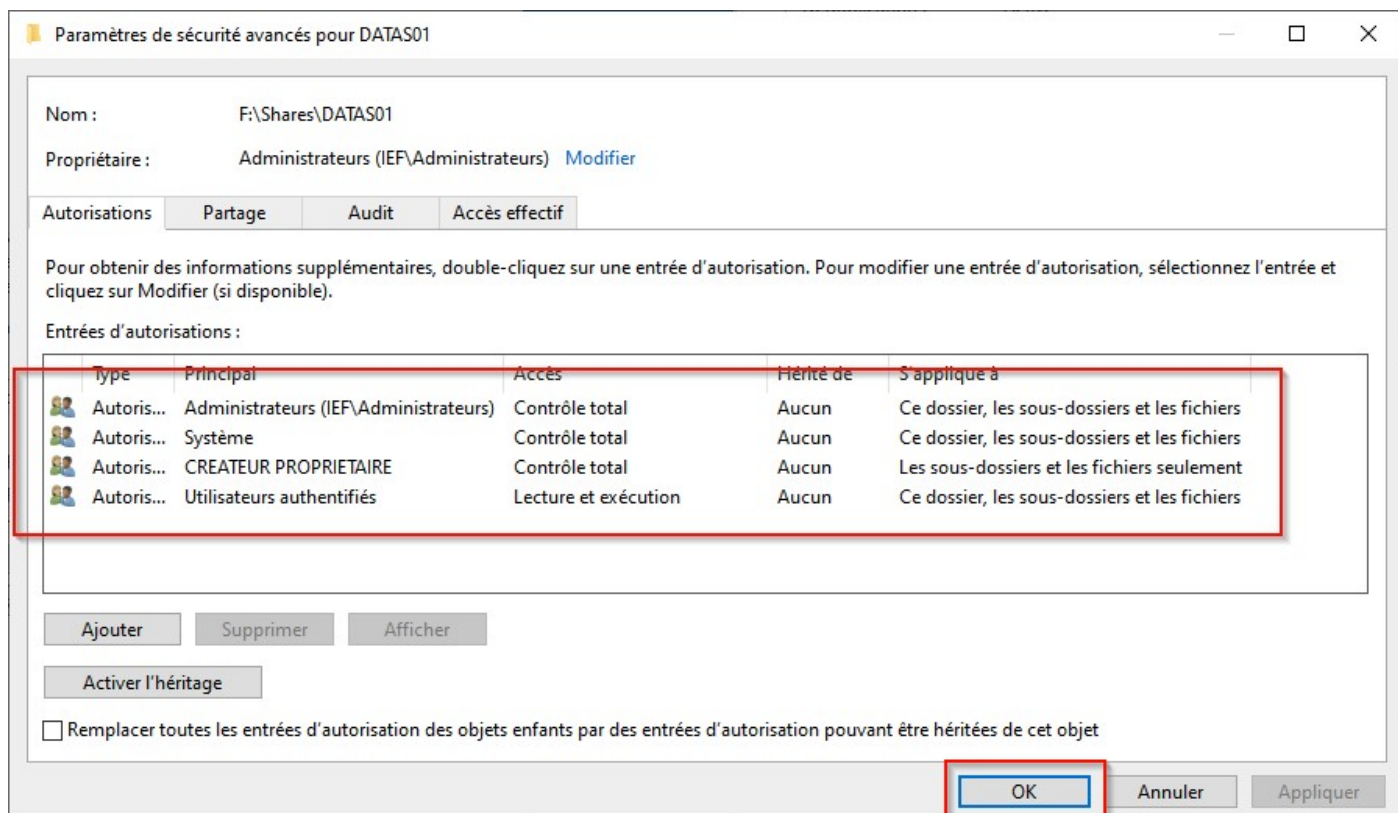 Paramètres de sécurité avancés pour DATAS01
Nom : F:\Shares\DATAS01
Propriétaire : Administrateurs (IEF\Administrateurs) Modifier
Autorisations Partage Audit Accès effectif
Pour obtenir des informations supplémentaires, double-cliquez sur une entrée d'autorisation. Pour modifier une entrée d'autorisation, sélectionnez l'entrée et
cliquez sur Modifier (si disponible).
Entrées d'autorisations :
Type Principal Accès Hérité de S'applique à
Autoris... Administrateurs (IEF\Administrateurs) Contrôle total Aucun Ce dossier, les sous-dossiers et les fichiers
Autoris... Système Contrôle total Aucun Ce dossier, les sous-dossiers et les fichiers
Autoris... CREATEUR PROPRIETAIRE Contrôle total Aucun Les sous-dossiers et les fichiers seulement
Autoris... Utilisateurs authentifiés Lecture et exécution Aucun Ce dossier, les sous-dossiers et les fichiers
Ajouter Supprimer Afficher
Activer l'héritage
Remplacer toutes les entrées d'autorisation des objets enfants par des entrées d'autorisation pouvant être héritées de cet objet
OK Annuler Appliquer